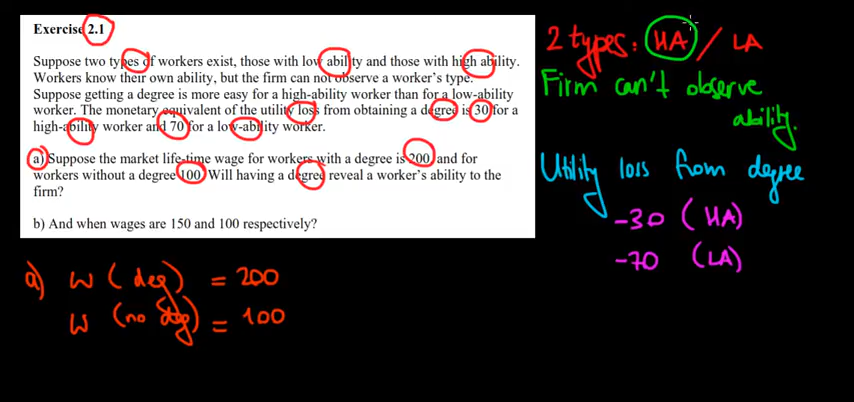 Exercise 2.1
Suppose two types of workers exist, those with low ability and those with high ability.
Workers know their own ability, but the firm can not observe a worker's type.
Suppose getting a degree is more easy for a high-ability worker than for a low-ability
worker. The monetary equivalent of the utility loss from obtaining a degree is 30 for a
high-ability worker and 70 for a low-ability worker.
a) Suppose the market life-time wage for workers with a degree is 200 and for
workers without a degree 100. Will having a degree reveal a worker's ability to the
firm?
b) And when wages are 150 and 100 respectively?
2 types: HA / LA
Firm can't observe
ability.
Utility loss from degree
-30 (HA)
-70 (LA)
a) W (deg) = 200
W (no deg) = 100